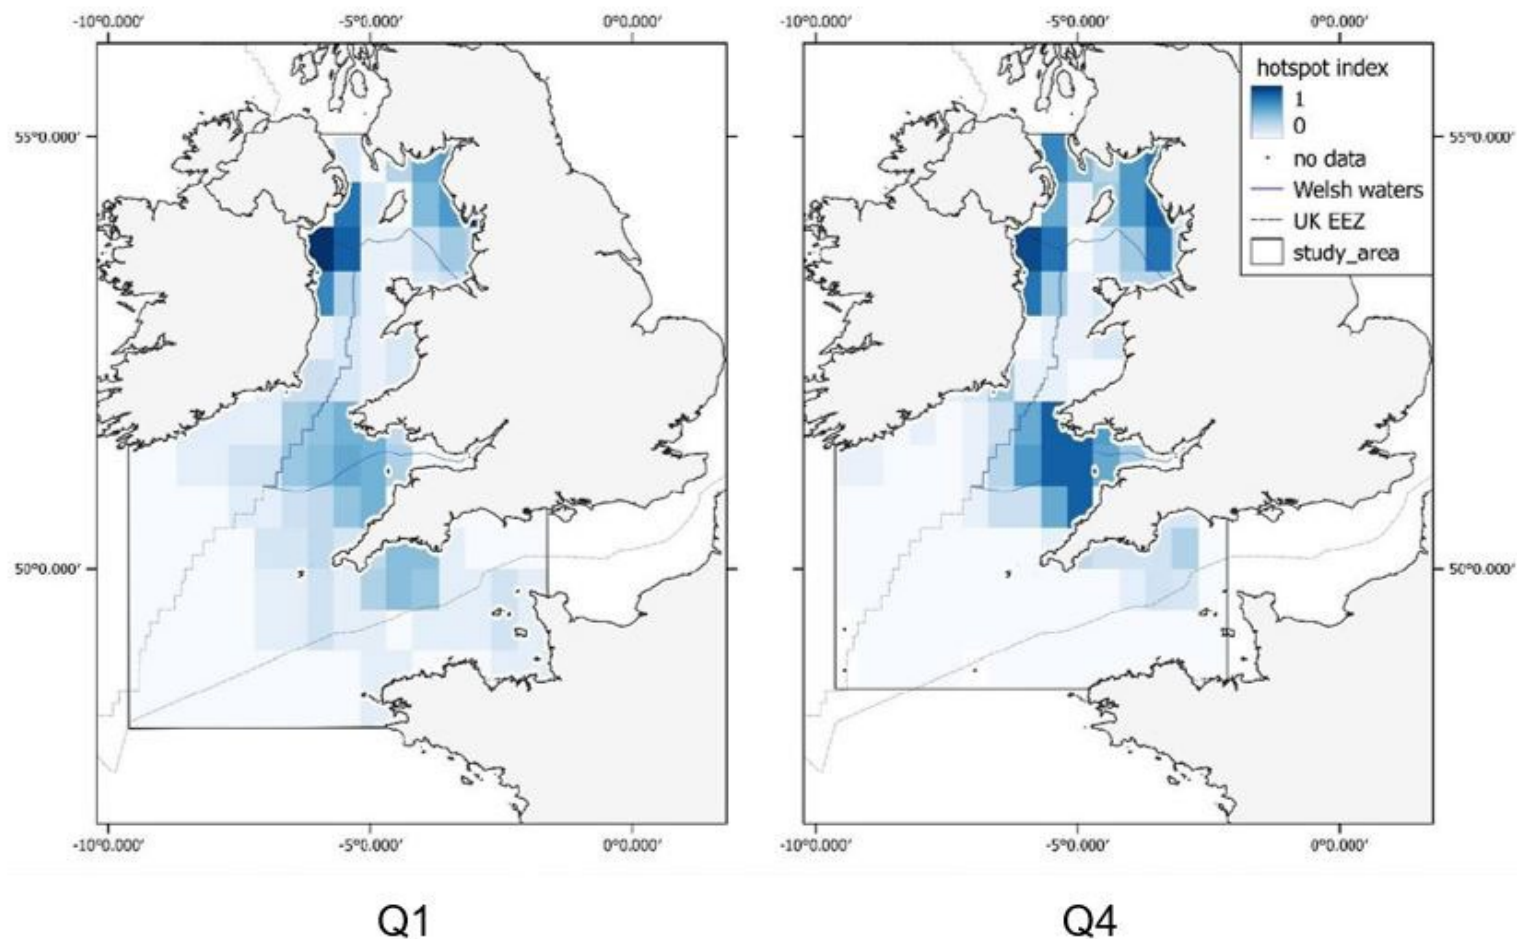 -10°0.000′ -5°0.000′ 0°0.000′ -10°0.000′ -5°0.000′ 0°0.000′
hotspot index
1
0
no data
Welsh waters
UK EEZ
study_area
55°0.000′ 55°0.000′
50°0.000′ 50°0.000′
-10°0.000′ -5°0.000′ 0°0.000′ -10°0.000′ -5°0.000′ 0°0.000′
Q1 Q4